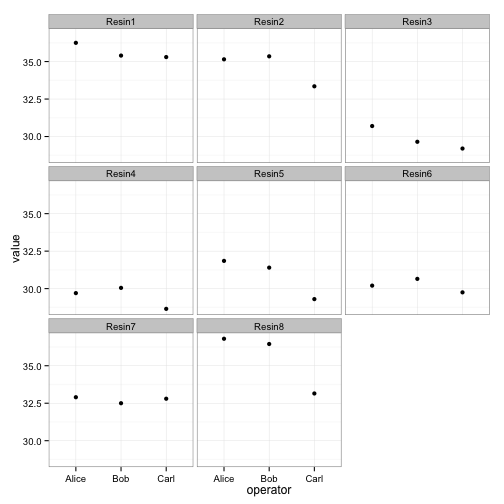 Resin1 Resin2 Resin3
35.0
32.5
30.0
Resin4 Resin5 Resin6
35.0
32.5
30.0
value
Resin7 Resin8
35.0
32.5
30.0
Alice Bob Carl Alice Bob Carl
operator